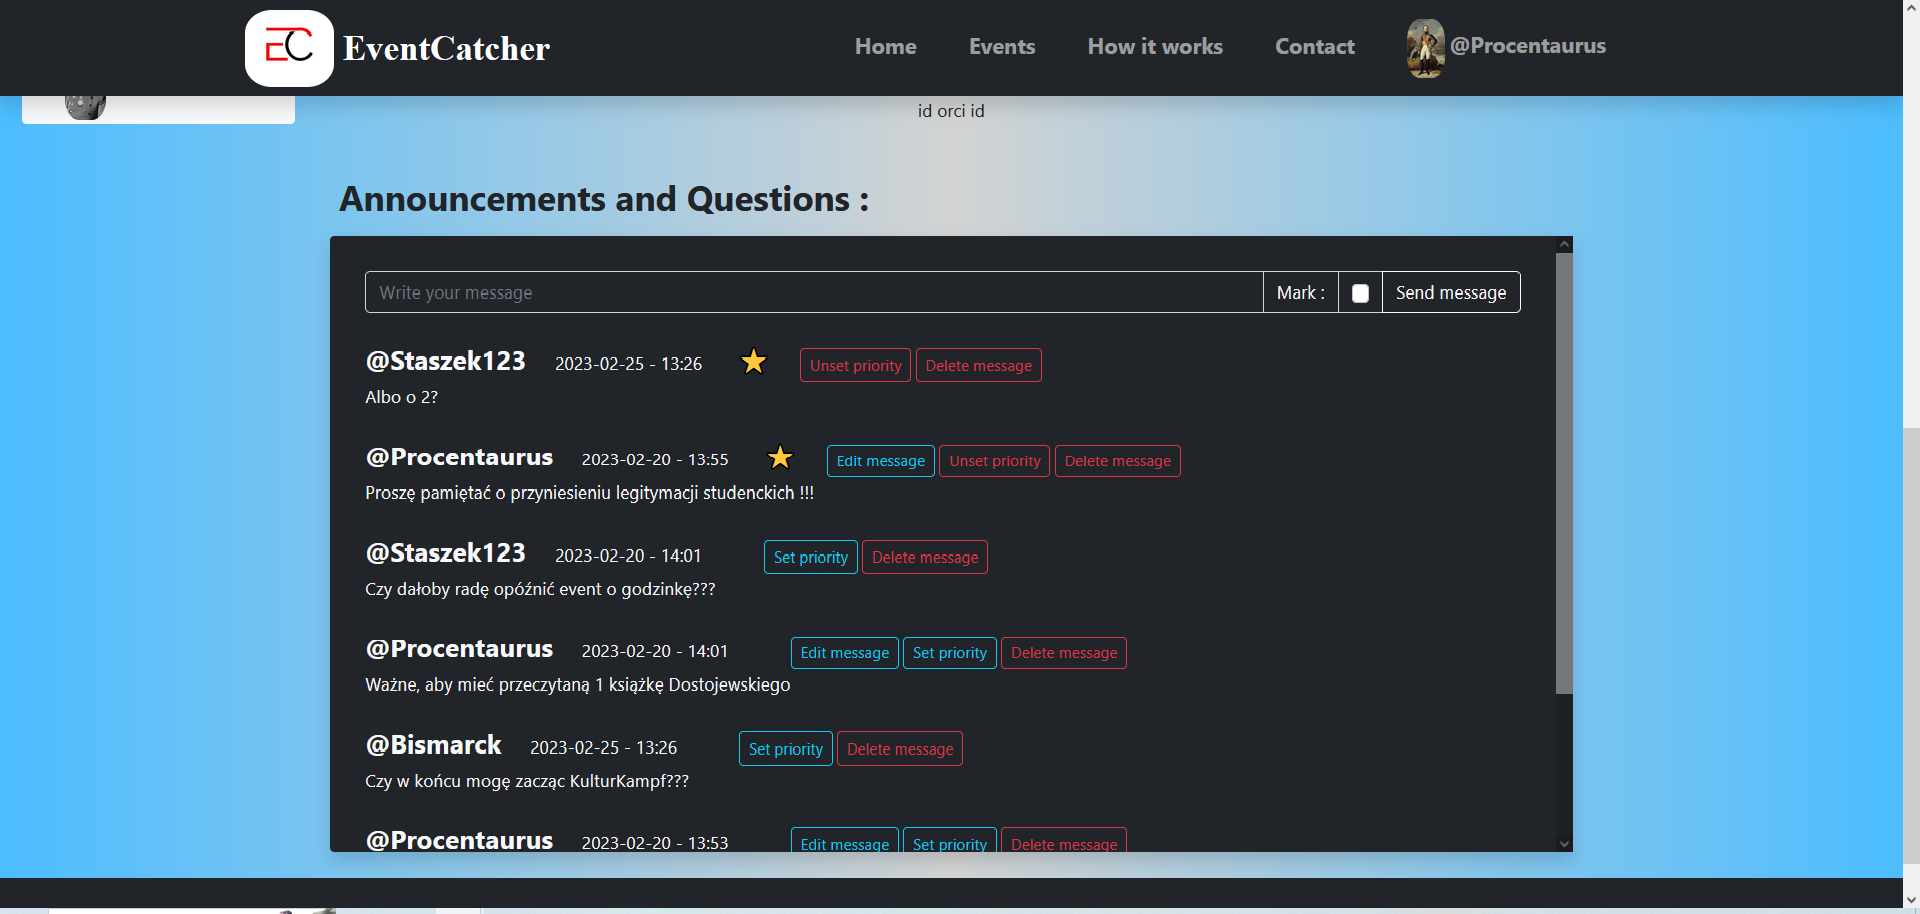 EC EventCatcher Home Events How it works Contact @Procentaurus
id orci id
Announcements and Questions :
Write your message Mark : Send message
@Staszek123 2023-02-25 - 13:26 Unset priority Delete message
Albo o 2?
@Procentaurus 2023-02-20 - 13:55 Edit message Unset priority Delete message
Proszę pamiętać o przyniesieniu legitymacji studenckich !!!
@Staszek123 2023-02-20 - 14:01 Set priority Delete message
Czy dałoby radę opóźnić event o godzinkę???
@Procentaurus 2023-02-20 - 14:01 Edit message Set priority Delete message
Ważne, aby mieć przeczytaną 1 książkę Dostojewskiego
@Bismarck 2023-02-25 - 13:26 Set priority Delete message
Czy w końcu mogę zacząc KulturKampf???
@Procentaurus 2023-02-20 - 13:53 Edit message Set priority Delete message